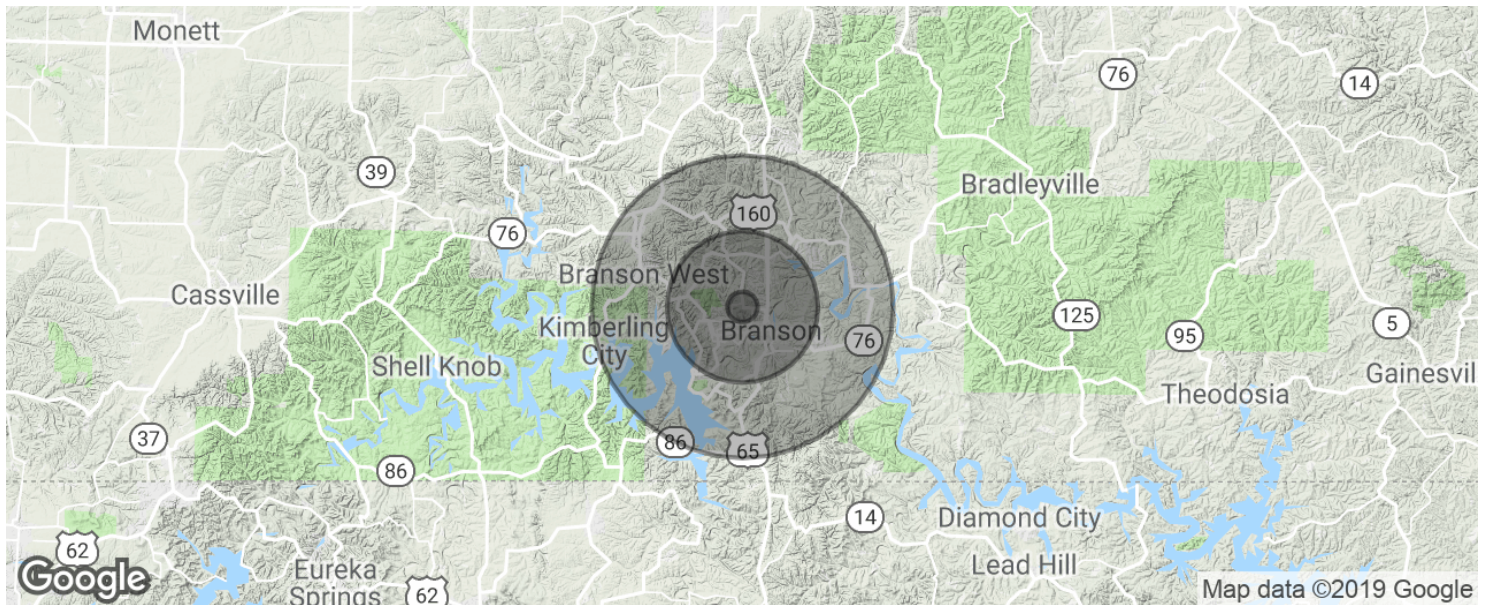 Monett
76
14
39
Bradleyville
160
76
Branson West
Cassville
Kimberling
City
Branson
125
5
95
76
Shell Knob
Gainesvil
Theodosia
37
86
65
86
14
Diamond City
62
Lead Hill
Google
Eureka
Springs
62
Map data ©2019 Google